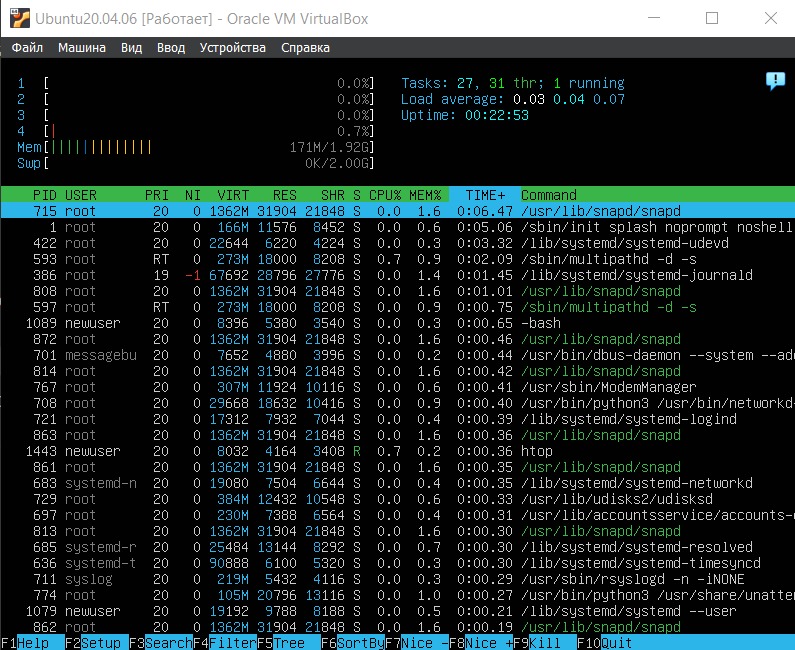 Ubuntu20.04.06 [Работает] - Oracle VM VirtualBox
Файл Машина Вид Ввод Устройства Справка
1 [ 0.0%] Tasks: 27, 31 thr; 1 running
2 [ 0.0%] Load average: 0.03 0.04 0.07
3 [ 0.0%] Uptime: 00:22:53
4 [| 0.7%]
Mem[||||||||||||| 171M/1.92G]
Swp[ 0K/2.00G]
PID USER PRI NI VIRT RES SHR S CPU% MEM% TIME+ Command
715 root 20 0 1362M 31904 21848 S 0.0 1.6 0:06.47 /usr/lib/snapd/snapd
1 root 20 0 166M 11576 8452 S 0.0 0.6 0:05.06 /sbin/init splash noprompt noshell
422 root 20 0 22644 6220 4224 S 0.0 0.3 0:03.32 /lib/systemd/systemd-udevd
593 root RT 0 273M 18000 8208 S 0.7 0.9 0:02.09 /sbin/multipathd -d -s
386 root 19 -1 67692 28796 27776 S 0.0 1.4 0:01.45 /lib/systemd/systemd-journald
808 root 20 0 1362M 31904 21848 S 0.0 1.6 0:01.01 /usr/lib/snapd/snapd
597 root RT 0 273M 18000 8208 S 0.0 0.9 0:00.75 /sbin/multipathd -d -s
1089 newuser 20 0 8396 5380 3540 S 0.0 0.3 0:00.65 -bash
872 root 20 0 1362M 31904 21848 S 0.0 1.6 0:00.46 /usr/lib/snapd/snapd
701 messagebu 20 0 7652 4880 3996 S 0.0 0.2 0:00.44 /usr/bin/dbus-daemon --system --add
814 root 20 0 1362M 31904 21848 S 0.0 1.6 0:00.42 /usr/lib/snapd/snapd
767 root 20 0 307M 11924 10116 S 0.0 0.6 0:00.41 /usr/sbin/ModemManager
708 root 20 0 29668 18632 10416 S 0.0 0.9 0:00.40 /usr/bin/python3 /usr/bin/networkd-
721 root 20 0 17312 7932 7044 S 0.0 0.4 0:00.39 /lib/systemd/systemd-logind
863 root 20 0 1362M 31904 21848 S 0.0 1.6 0:00.36 /usr/lib/snapd/snapd
1443 newuser 20 0 8032 4164 3408 R 0.7 0.2 0:00.36 htop
861 root 20 0 1362M 31904 21848 S 0.0 1.6 0:00.35 /usr/lib/snapd/snapd
683 systemd-n 20 0 19080 7504 6644 S 0.0 0.4 0:00.35 /lib/systemd/systemd-networkd
729 root 20 0 384M 12432 10548 S 0.0 0.6 0:00.33 /usr/lib/udisks2/udisksd
697 root 20 0 230M 7388 6564 S 0.0 0.4 0:00.31 /usr/lib/accountsservice/accounts-
813 root 20 0 1362M 31904 21848 S 0.0 1.6 0:00.30 /usr/lib/snapd/snapd
685 systemd-r 20 0 25484 13144 8292 S 0.0 0.7 0:00.30 /lib/systemd/systemd-resolved
636 systemd-t 20 0 90888 6100 5320 S 0.0 0.3 0:00.30 /lib/systemd/systemd-timesyncd
711 syslog 20 0 219M 5432 4116 S 0.0 0.3 0:00.29 /usr/sbin/rsyslogd -n -iNONE
774 root 20 0 105M 20796 13116 S 0.0 1.0 0:00.27 /usr/bin/python3 /usr/share/unatten
1079 newuser 20 0 19192 9788 8188 S 0.0 0.5 0:00.21 /lib/systemd/systemd --user
862 root 20 0 1362M 31904 21848 S 0.0 1.6 0:00.19 /usr/lib/snapd/snapd
F1Help F2Setup F3SearchF4FilterF5Tree F6SortByF7Nice -F8Nice +F9Kill F10Quit